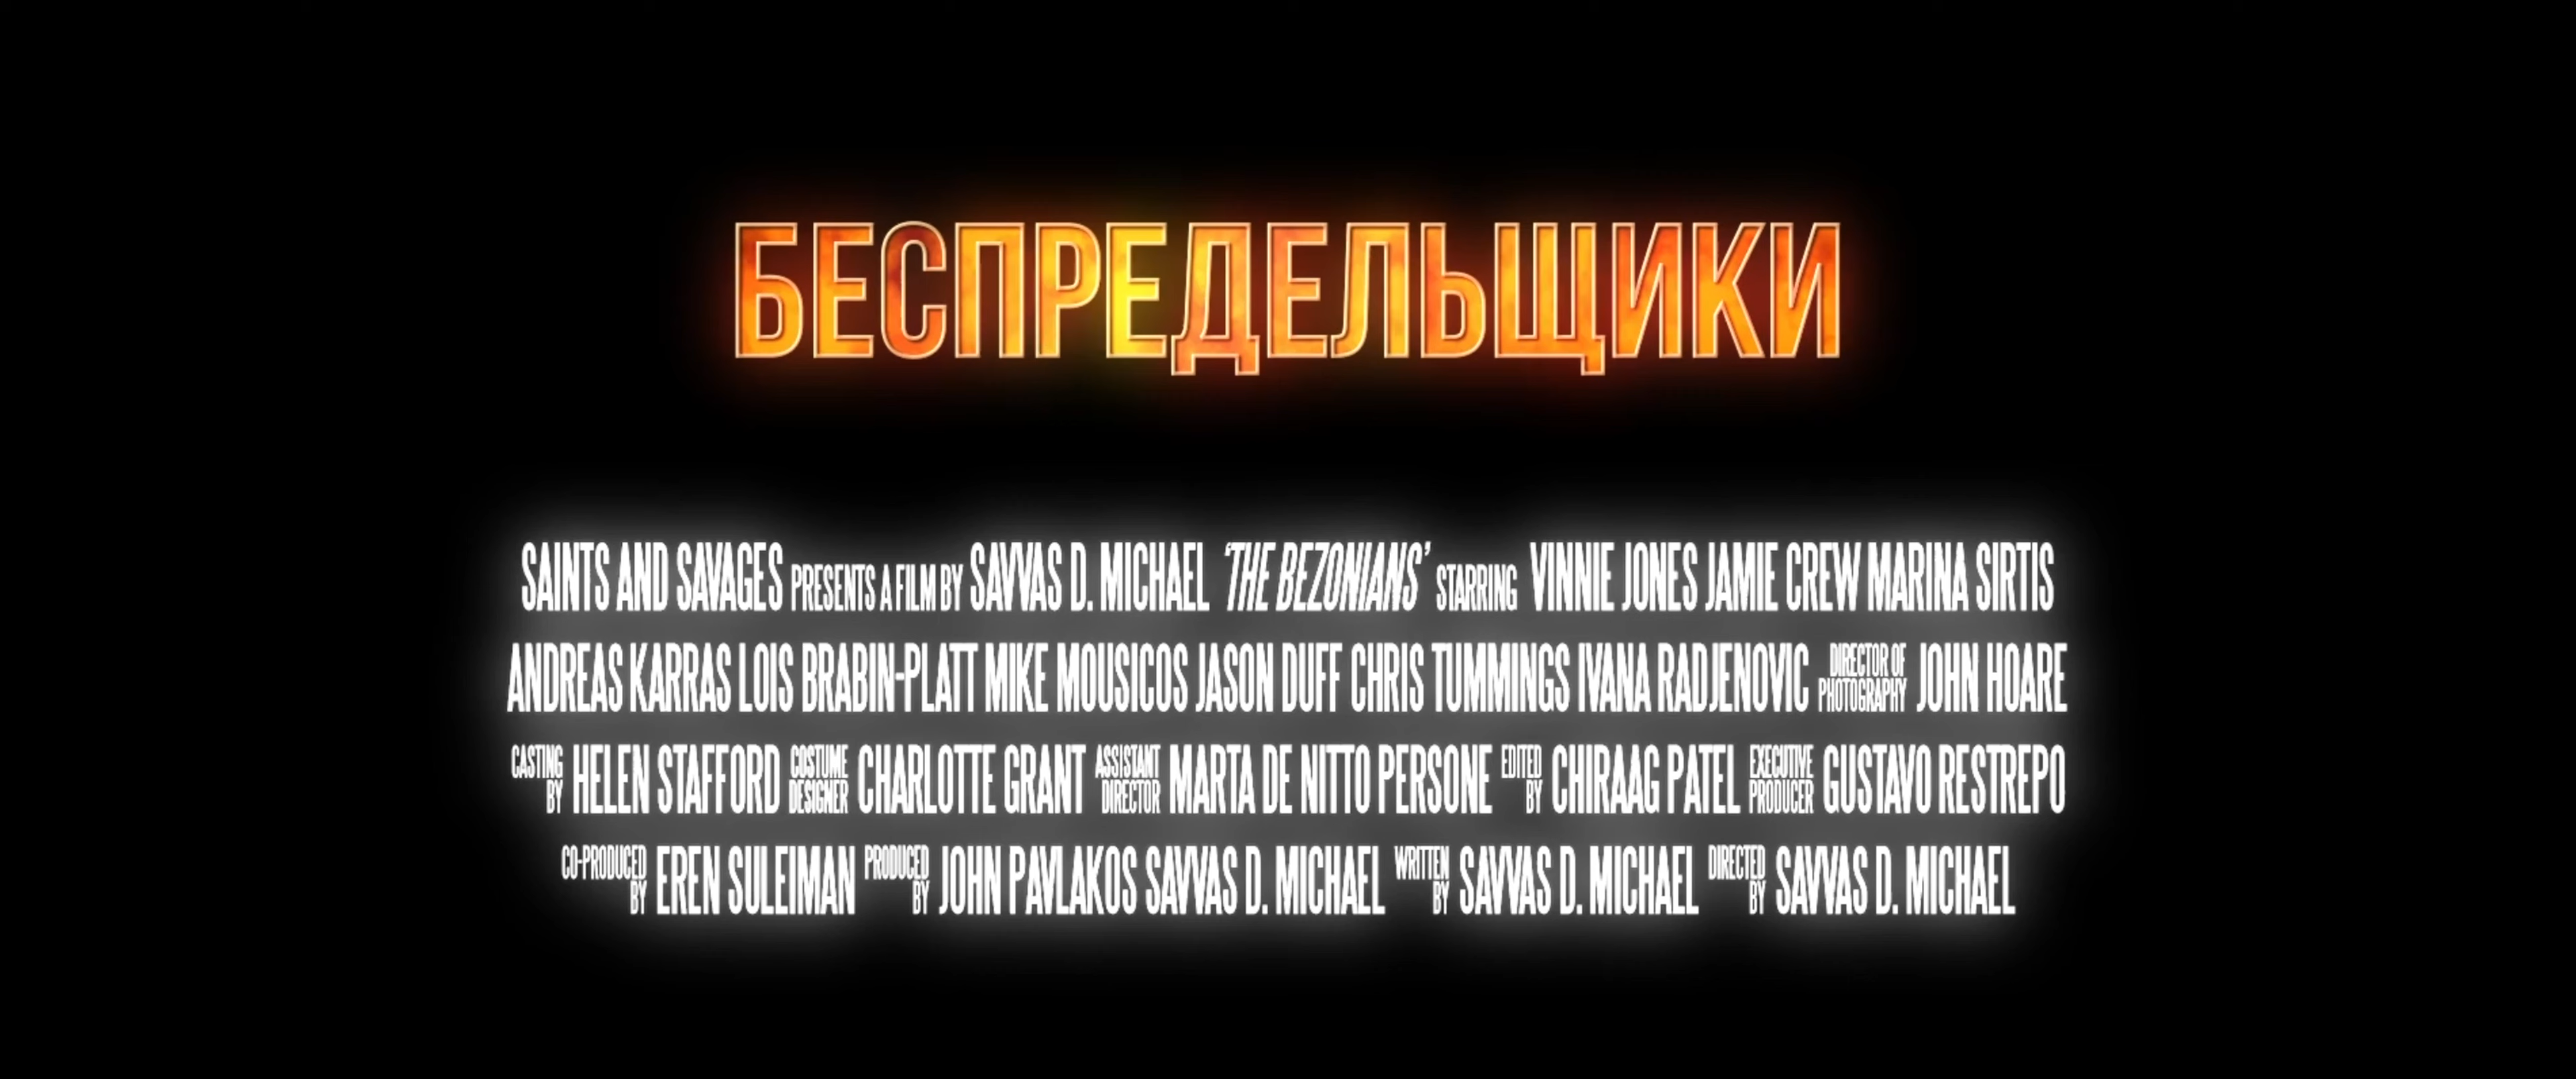 БЕСПРЕДЕЛЬЩИКИ
SAINTS AND SAVAGES PRESENTS A FILM BY SAVVAS D. MICHAEL 'THE BEZONIANS' STARRING VINNIE JONES JAMIE CREW MARINA SIRTIS
ANDREAS KARRAS LOIS BRABIN-PLATT MIKE MOUSICOS JASON DUFF CHRIS TUMMINGS IVANA RADJENOVIC DIRECTOR OF PHOTOGRAPHY JOHN HOARE
CASTING BY HELEN STAFFORD COSTUME DESIGNER CHARLOTTE GRANT ASSISTANT DIRECTOR MARTA DE NITTO PERSONE EDITED BY CHIRAAG PATEL EXECUTIVE PRODUCER GUSTAVO RESTREPO
CO-PRODUCED BY EREN SULEIMAN PRODUCED BY JOHN PAVLAKOS SAVVAS D. MICHAEL WRITTEN BY SAVVAS D. MICHAEL DIRECTED BY SAVVAS D. MICHAEL